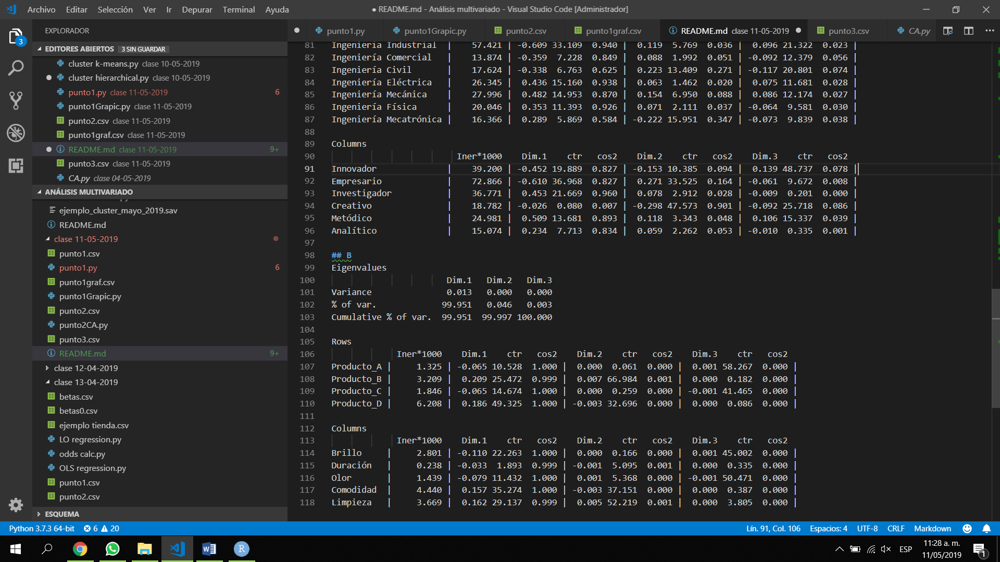 Archivo Editar Selección Ver Ir Depurar Terminal Ayuda
● README.md - Análisis multivariado - Visual Studio Code [Administrador]
EXPLORADOR
punto1.py punto1Grapic.py punto2.csv punto1graf.csv README.md clase 11-05-2019 punto3.csv CA.py
3
EDITORES ABIERTOS 3 SIN GUARDAR
cluster k-means.py clase 10-05-2019
cluster hierarchical.py clase 10-05-2019
punto1.py clase 11-05-2019 6
punto1Grapic.py clase 11-05-2019
punto2.csv clase 11-05-2019
punto1graf.csv clase 11-05-2019
README.md clase 11-05-2019 9+
punto3.csv clase 11-05-2019
CA.py clase 04-05-2019
ANÁLISIS MULTIVARIADO
ejemplo_cluster_mayo_2019.sav
README.md
clase 11-05-2019
punto1.csv
punto1.py 6
punto1graf.csv
punto1Grapic.py
punto2.csv
punto2CA.py
punto3.csv
README.md 9+
clase 12-04-2019
clase 13-04-2019
betas.csv
betas0.csv
ejemplo tienda.csv
LO regression.py
odds calc.py
OLS regression.py
punto1.csv
punto2.csv
ESQUEMA
81 Ingeniería Industrial | 57.421 | -0.609 33.109 0.940 | 0.119 5.769 0.036 | 0.096 21.322 0.023 |
82 Ingeniería Comercial | 13.874 | -0.359 7.228 0.849 | 0.088 1.992 0.051 | -0.092 12.379 0.056 |
83 Ingeniería Civil | 17.624 | -0.338 6.763 0.625 | 0.223 13.409 0.271 | -0.117 20.801 0.074 |
84 Ingeniería Eléctrica | 26.345 | 0.436 15.160 0.938 | 0.063 1.462 0.020 | 0.075 11.681 0.028 |
85 Ingeniería Mecánica | 27.996 | 0.482 14.953 0.870 | 0.154 6.950 0.088 | 0.086 12.174 0.027 |
86 Ingeniería Física | 20.046 | 0.353 11.393 0.926 | 0.071 2.111 0.037 | -0.064 9.581 0.030 |
87 Ingeniería Mecatrónica | 16.366 | 0.289 5.869 0.584 | -0.222 15.951 0.347 | -0.073 9.839 0.038 |
88
89 Columns
90 Iner*1000 Dim.1 ctr cos2 Dim.2 ctr cos2 Dim.3 ctr cos2
91 Innovador | 39.200 | -0.452 19.889 0.827 | -0.153 10.385 0.094 | 0.139 48.737 0.078 |
92 Empresario | 72.866 | -0.610 36.968 0.827 | 0.271 33.525 0.164 | -0.061 9.672 0.008 |
93 Investigador | 36.771 | 0.453 21.669 0.960 | 0.078 2.912 0.028 | -0.009 0.201 0.000 |
94 Creativo | 18.782 | -0.026 0.080 0.007 | -0.298 47.573 0.901 | -0.092 25.718 0.086 |
95 Metódico | 24.981 | 0.509 13.681 0.893 | 0.118 3.343 0.048 | 0.106 15.337 0.039 |
96 Analítico | 15.074 | 0.234 7.713 0.834 | 0.059 2.262 0.053 | -0.010 0.335 0.001 |
97
98 ## B
99 Eigenvalues
100 Dim.1 Dim.2 Dim.3
101 Variance 0.013 0.000 0.000
102 % of var. 99.951 0.046 0.003
103 Cumulative % of var. 99.951 99.997 100.000
104
105 Rows
106 Iner*1000 Dim.1 ctr cos2 Dim.2 ctr cos2 Dim.3 ctr cos2
107 Producto_A | 1.325 | -0.065 10.528 1.000 | 0.000 0.061 0.000 | 0.001 58.267 0.000 |
108 Producto_B | 3.209 | 0.209 25.472 0.999 | 0.007 66.984 0.001 | 0.000 0.182 0.000 |
109 Producto_C | 1.846 | -0.065 14.674 1.000 | 0.000 0.259 0.000 | -0.001 41.465 0.000 |
110 Producto_D | 6.208 | 0.186 49.325 1.000 | -0.003 32.696 0.000 | 0.000 0.086 0.000 |
111
112 Columns
113 Iner*1000 Dim.1 ctr cos2 Dim.2 ctr cos2 Dim.3 ctr cos2
114 Brillo | 2.801 | -0.110 22.263 1.000 | 0.000 0.166 0.000 | 0.001 45.002 0.000 |
115 Duración | 0.238 | -0.033 1.893 0.999 | -0.001 5.095 0.001 | 0.000 0.335 0.000 |
116 Olor | 1.439 | -0.079 11.432 1.000 | 0.001 5.368 0.000 | -0.001 50.471 0.000 |
117 Comodidad | 4.440 | 0.157 35.274 1.000 | -0.003 37.151 0.000 | 0.000 0.387 0.000 |
118 Limpieza | 3.669 | 0.162 29.137 0.999 | 0.005 52.219 0.001 | 0.000 3.805 0.000 |
Python 3.7.3 64-bit 6 20 Lín. 91, Col. 106 Espacios: 4 UTF-8 CRLF Markdown
ESP 11:28 a. m.
11/05/2019 1